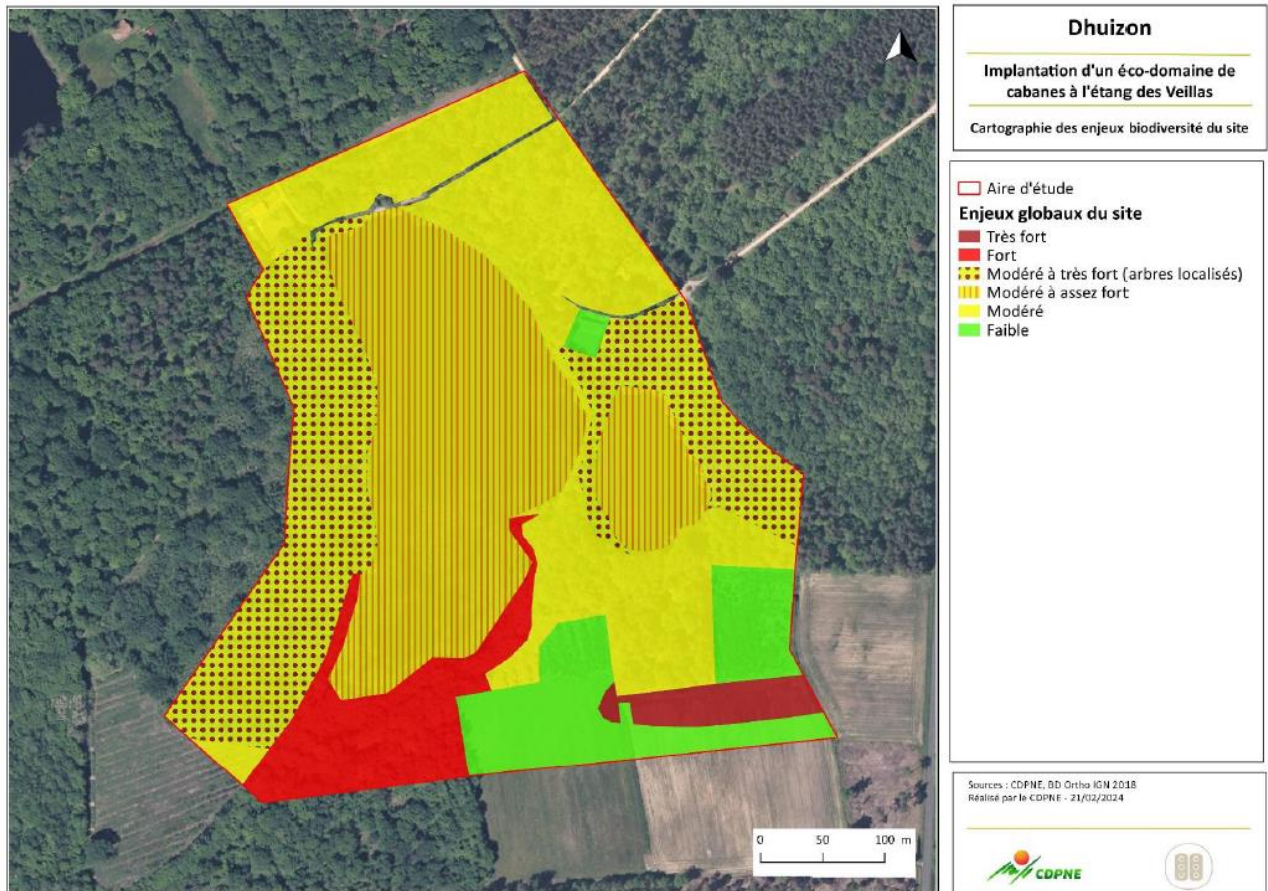 Dhuizon
Implantation d'un éco-domaine de
cabanes à l'étang des Veillas
Cartographie des enjeux biodiversité du site
Aire d'étude
Enjeux globaux du site
Très fort
Fort
Modéré à très fort (arbres localisés)
Modéré à assez fort
Modéré
Faible
0 50 100 m
Sources : CDPNE, BD Ortho IGN 2018
Réalisé par le CDPNE - 21/02/2024
CDPNE